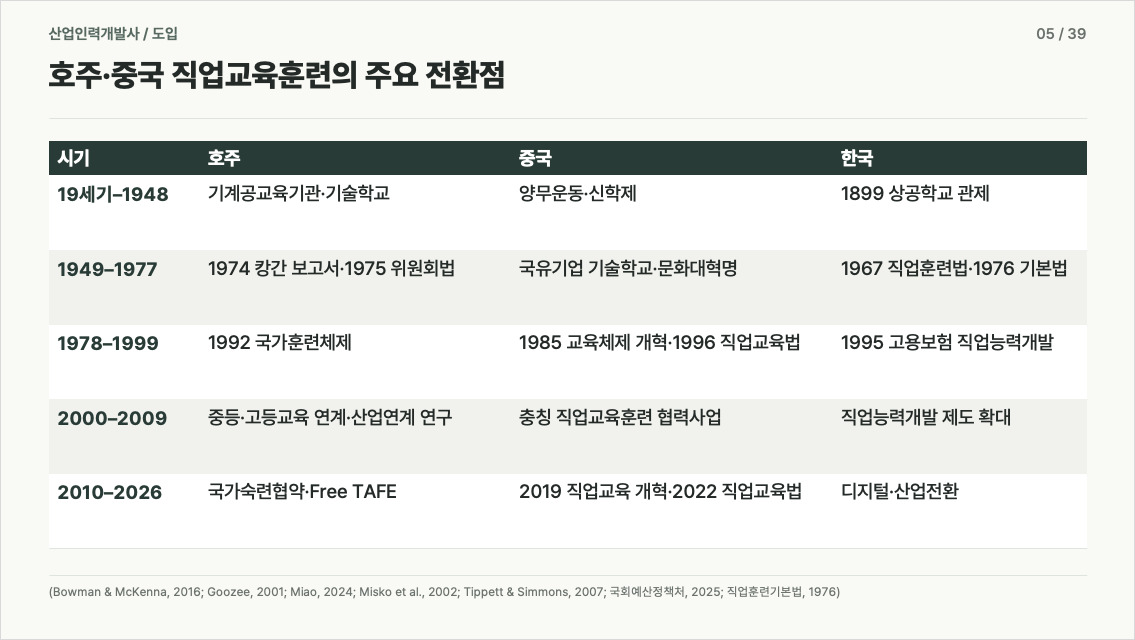 산업인력개발사 / 도입
05 / 39
호주·중국 직업교육훈련의 주요 전환점
시기 호주 중국 한국
19세기–1948 기계공교육기관·기술학교 양무운동·신학제 1899 상공학교 관제
1949–1977 1974 캉간 보고서·1975 위원회법 국유기업 기술학교·문화대혁명 1967 직업훈련법·1976 기본법
1978–1999 1992 국가훈련체제 1985 교육체제 개혁·1996 직업교육법 1995 고용보험 직업능력개발
2000–2009 중등·고등교육 연계·산업연계 연구 충칭 직업교육훈련 협력사업 직업능력개발 제도 확대
2010–2026 국가숙련협약·Free TAFE 2019 직업교육 개혁·2022 직업교육법 디지털·산업전환
(Bowman & McKenna, 2016; Goozee, 2001; Miao, 2024; Misko et al., 2002; Tippett & Simmons, 2007; 국회예산정책처, 2025; 직업훈련기본법, 1976)